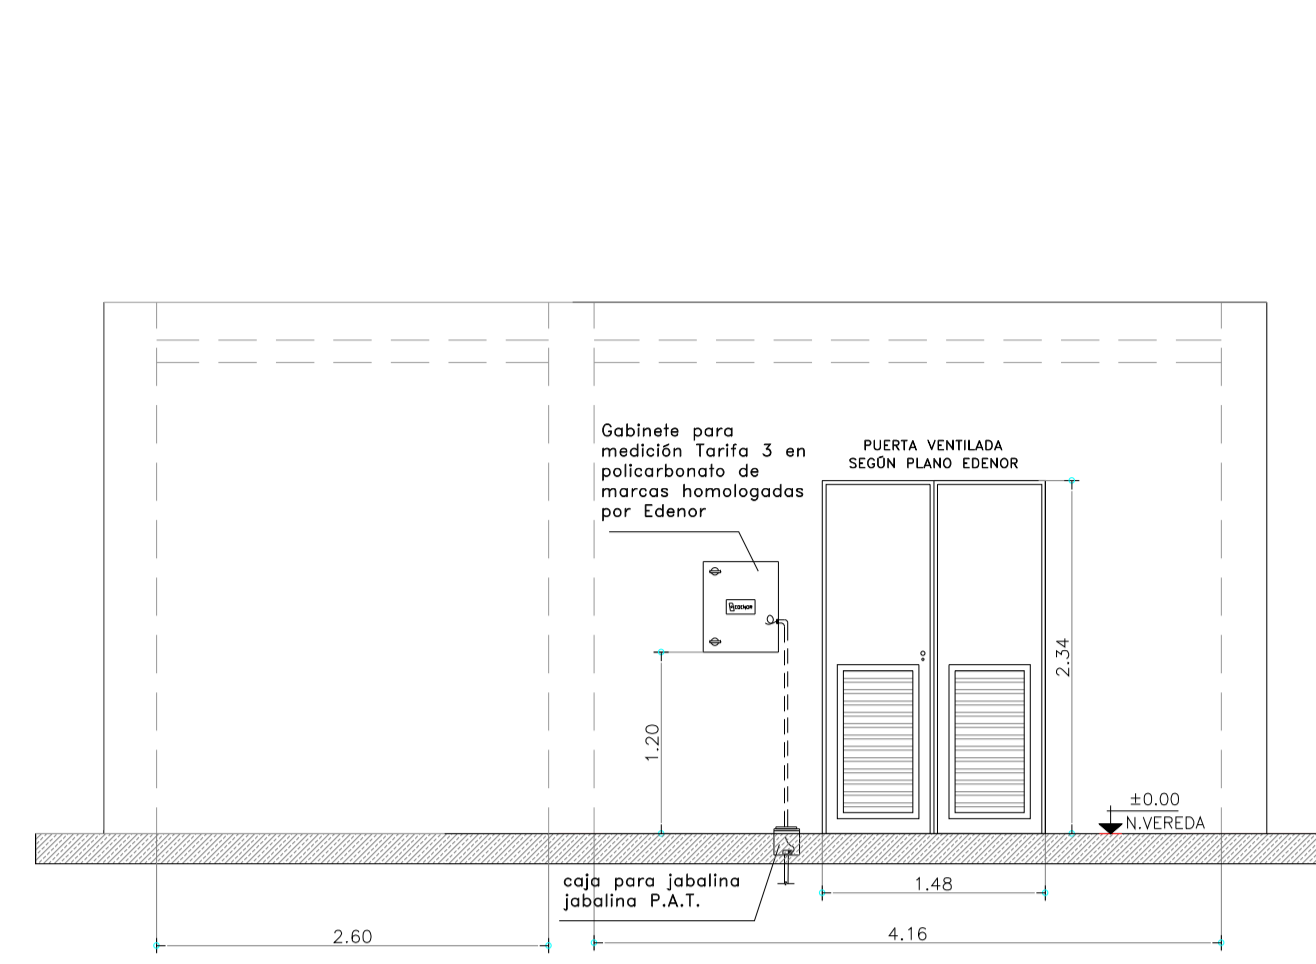 Gabinete para
medición Tarifa 3 en
policarbonato de
marcas homologadas
por Edenor
PUERTA VENTILADA
SEGÚN PLANO EDENOR
EDENOR
2.34
1.20
±0.00
N.VEREDA
caja para jabalina
jabalina P.A.T.
1.48
2.60
4.16